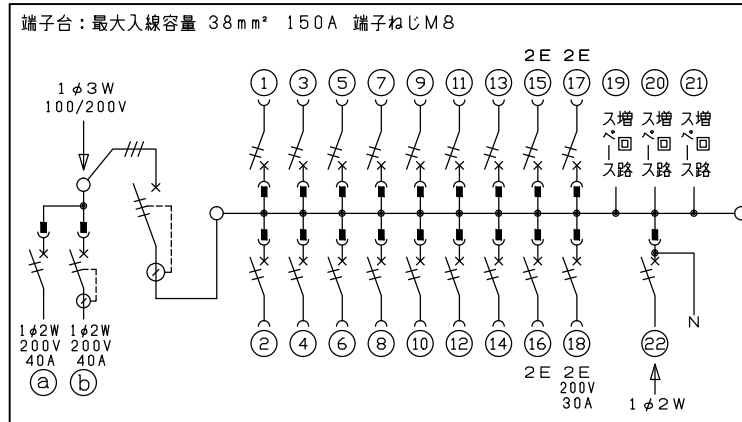 端子台：最大入線容量 38mm² 150A 端子ねじM8
2E 2E
1φ3W
100/200V
① ③ ⑤ ⑦ ⑨ ⑪ ⑬ ⑮ ⑰ ⑲ ⑳ ㉑
増回路スペース 増回路スペース 増回路スペース
N
1φ2W
200V
40A
ⓐ
1φ2W
200V
40A
ⓑ
② ④ ⑥ ⑧ ⑩ ⑫ ⑭ ⑯ ⑱ ㉒
2E 2E
200V
30A
1φ2W